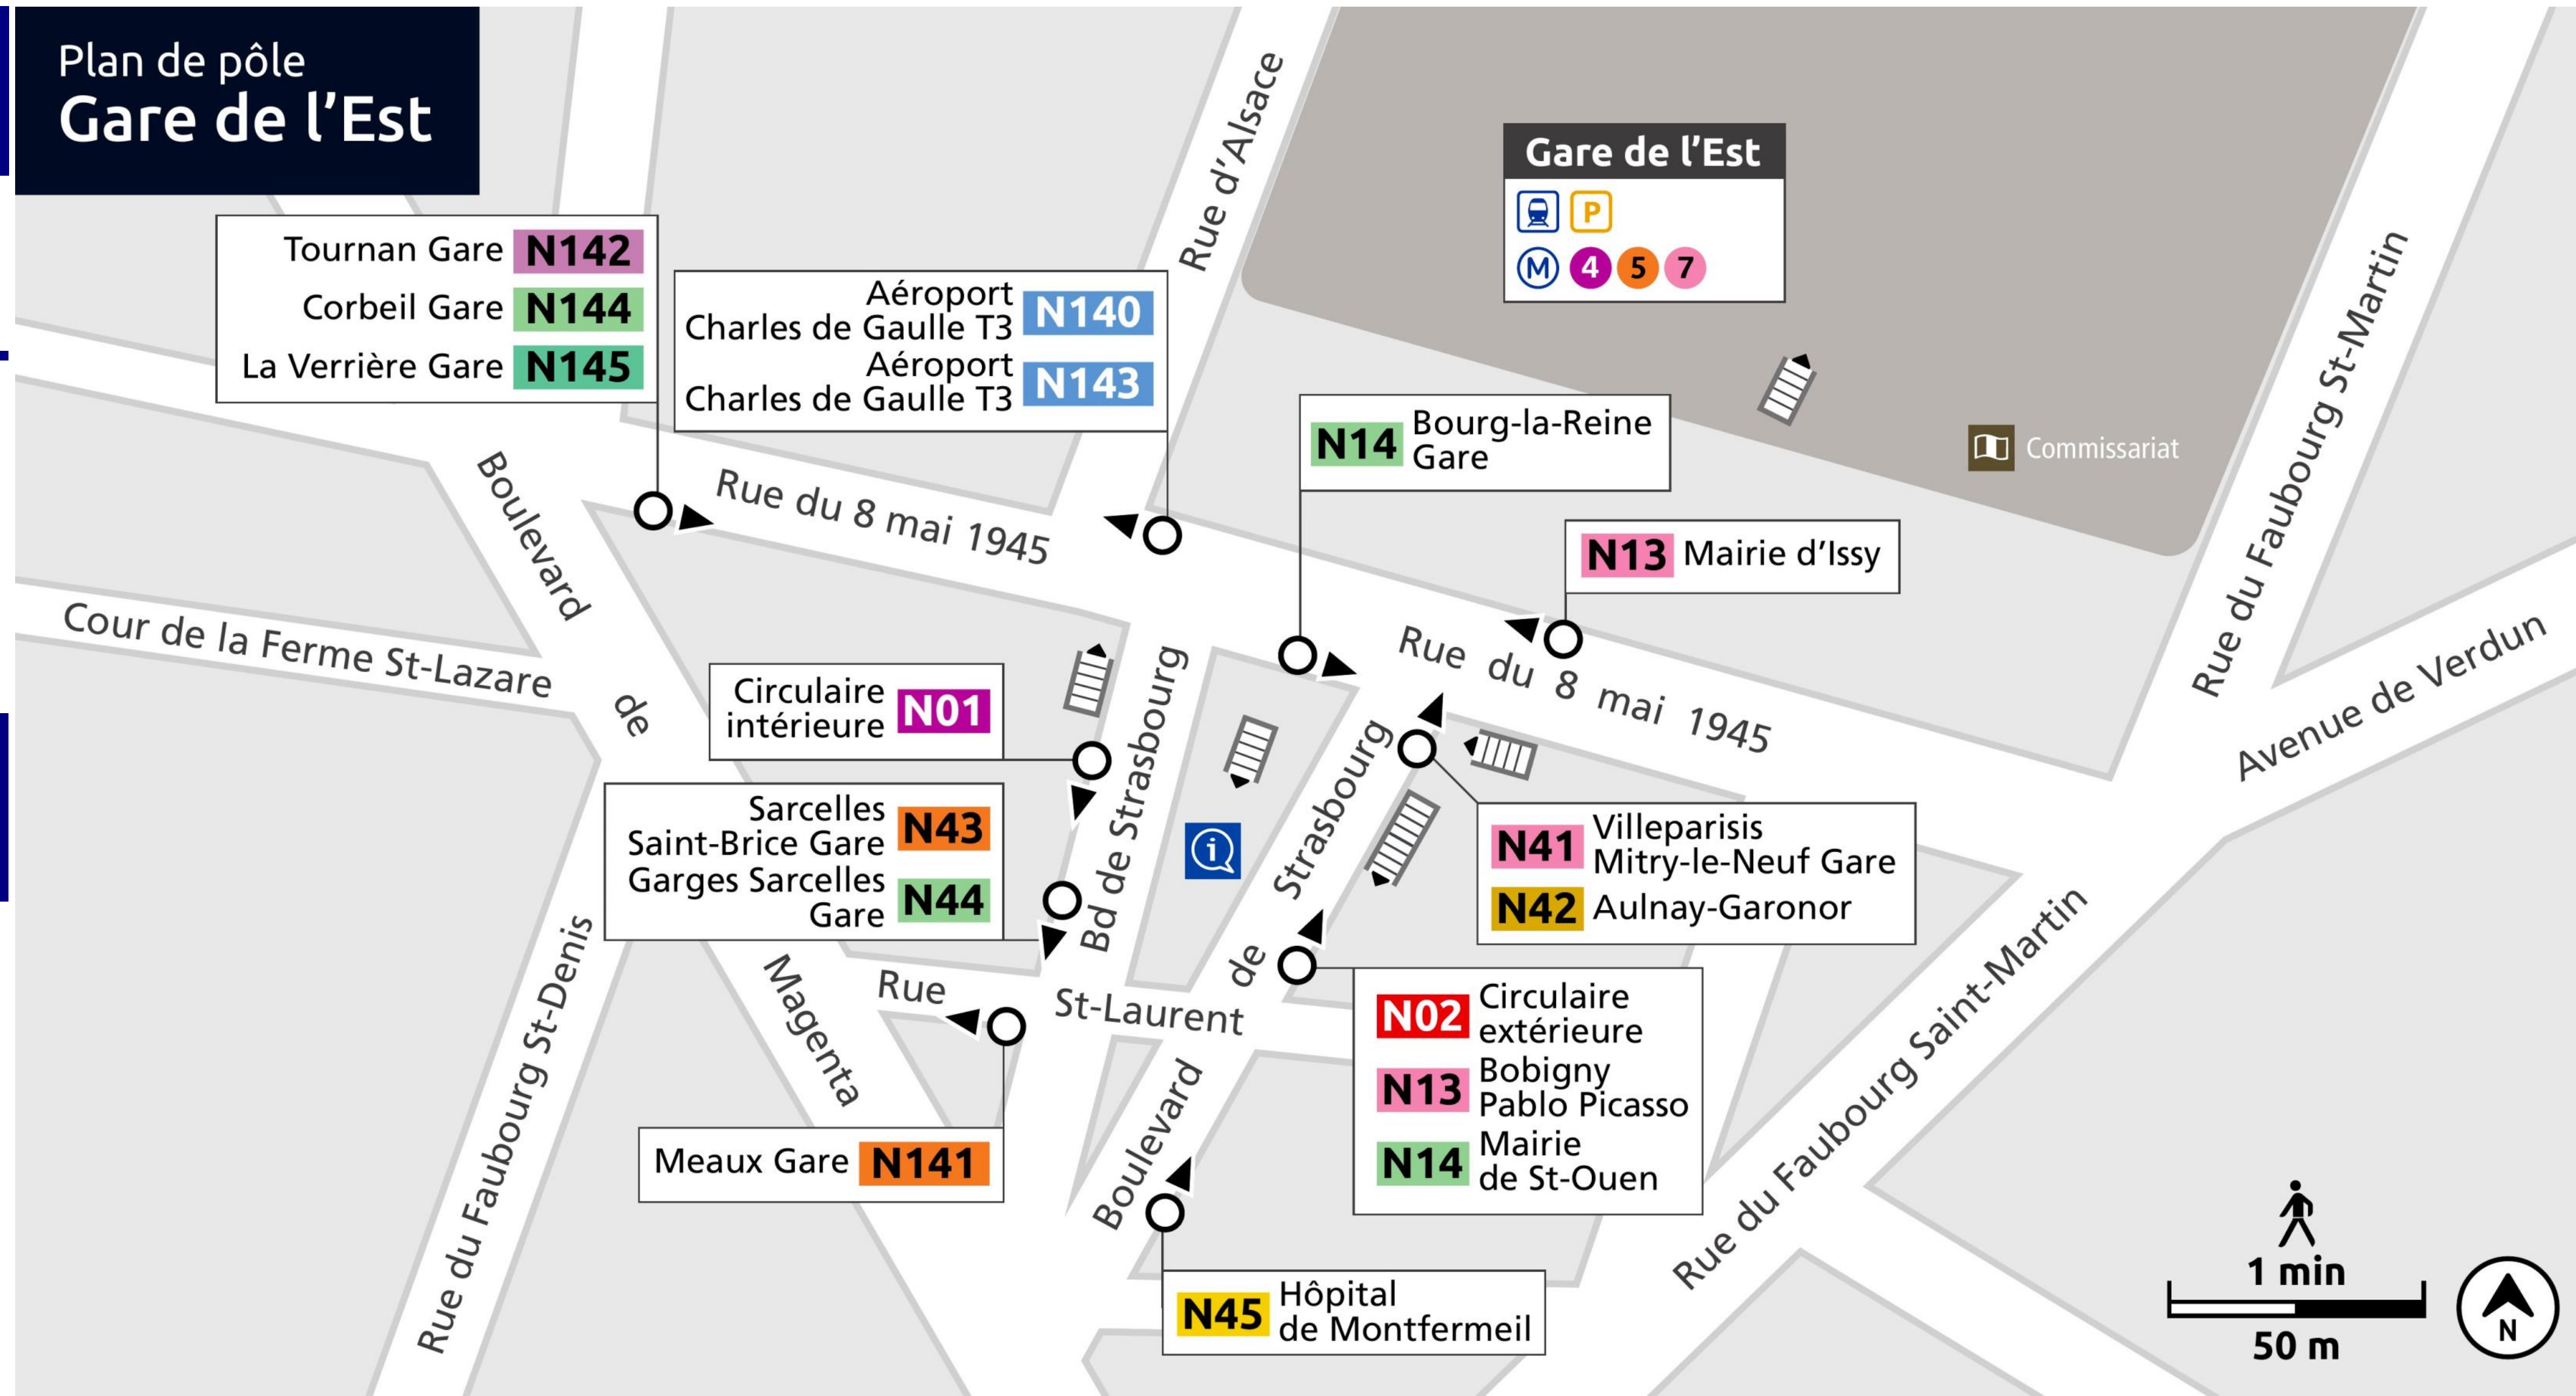 Plan de pôle
Gare de l'Est
Rue d'Alsace
Gare de l'Est
P
M 4 5 7
Tournan Gare N142
Corbeil Gare N144
La Verrière Gare N145
Aéroport
Charles de Gaulle T3 N140
Aéroport
Charles de Gaulle T3 N143
N14 Bourg-la-Reine
Gare
Commissariat
Rue du Faubourg St-Martin
Boulevard
de
Magenta
Rue du 8 mai 1945
N13 Mairie d'Issy
Cour de la Ferme St-Lazare
Rue du 8 mai 1945
Avenue de Verdun
Circulaire
intérieure N01
Bd de Strasbourg
Sarcelles
Saint-Brice Gare N43
Garges Sarcelles
Gare N44
i
Boulevard
de
Strasbourg
N41 Villeparisis
Mitry-le-Neuf Gare
N42 Aulnay-Garonor
Rue du Faubourg St-Denis
Rue
St-Laurent
N02 Circulaire
extérieure
N13 Bobigny
Pablo Picasso
N14 Mairie
de St-Ouen
Rue du Faubourg Saint-Martin
Meaux Gare N141
N45 Hôpital
de Montfermeil
1 min
50 m
N